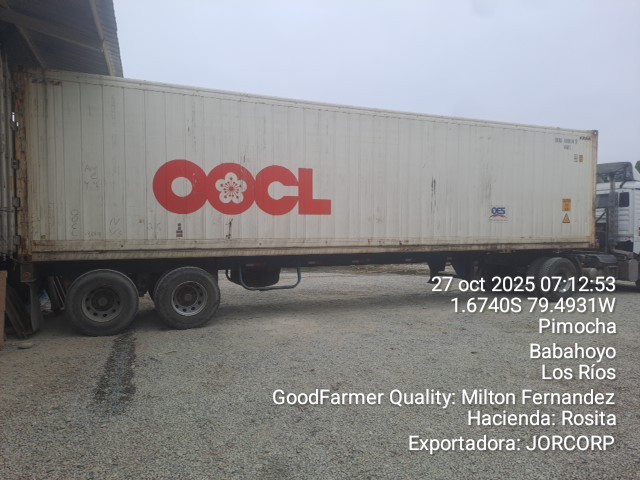 OOCL
OES
27 oct 2025 07:12:53
1.6740S 79.4931W
Pimocha
Babahoyo
Los Ríos
GoodFarmer Quality: Milton Fernandez
Hacienda: Rosita
Exportadora: JORCORP